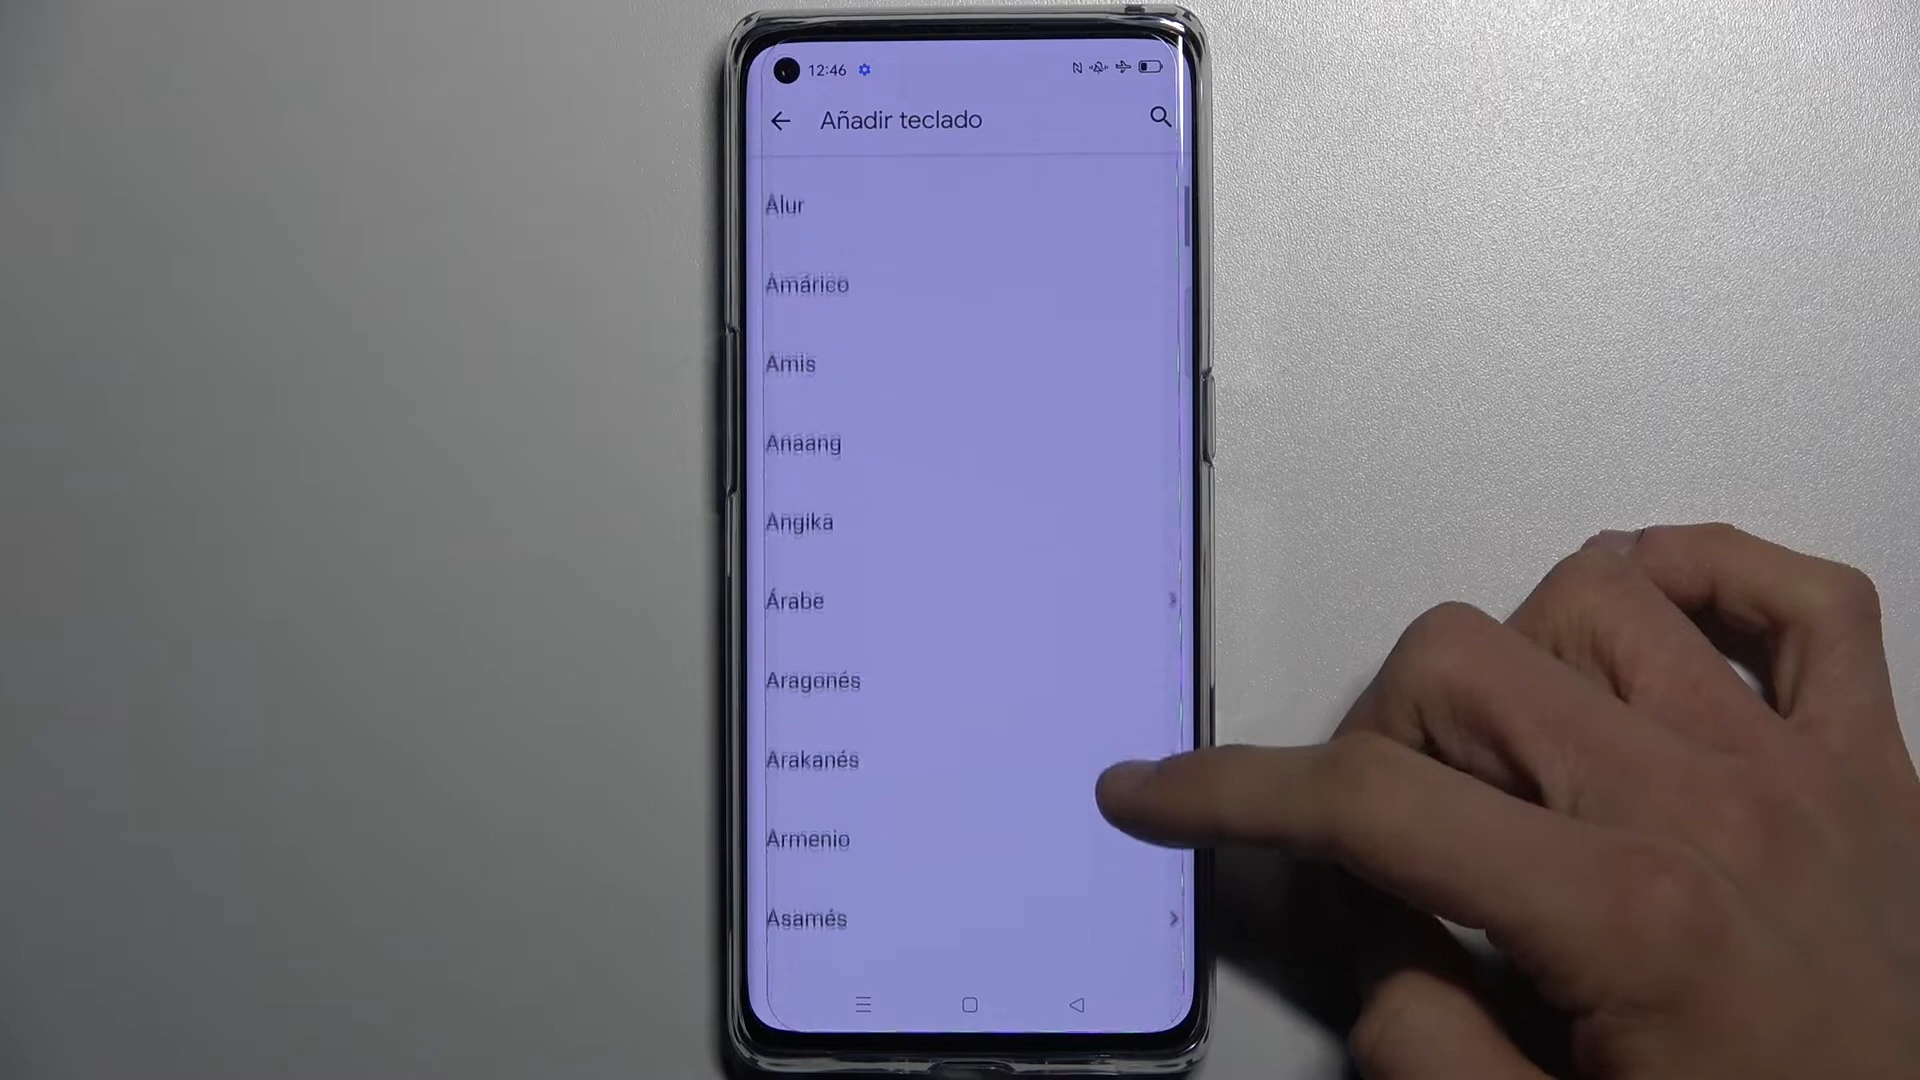 12:46
Añadir teclado
Alur
Amárico
Amis
Anaang
Angika
Árabe
Aragonés
Arakanés
Armenio
Asamés